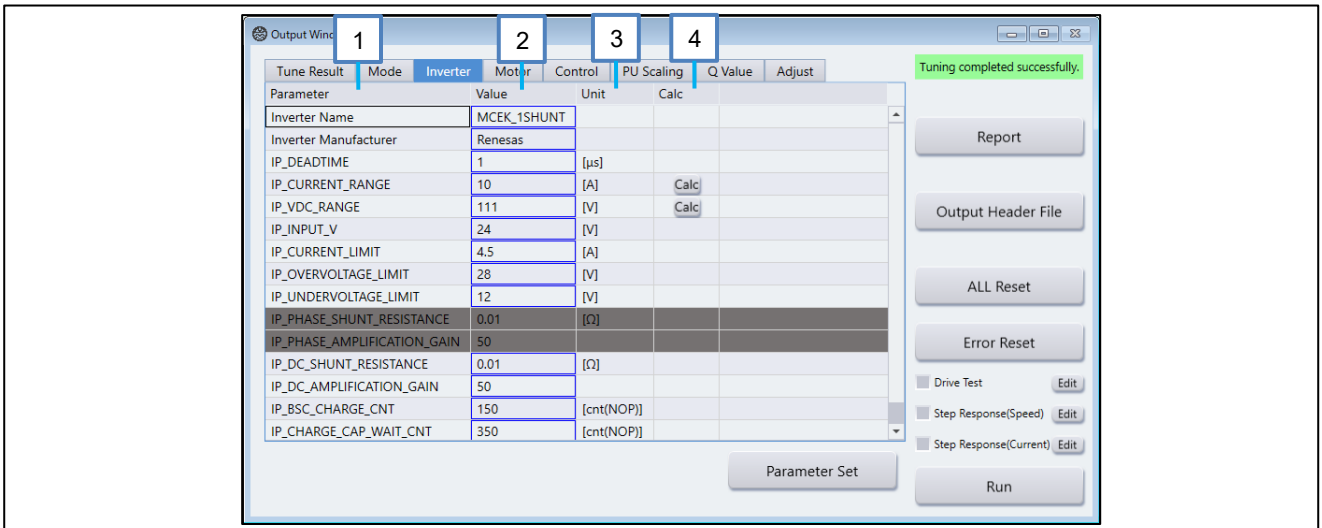 1 2 3 4
Output Wind
Tune Result Mode Inverter Motor Control PU Scaling Q Value Adjust
Tuning completed successfully.
Parameter Value Unit Calc
Inverter Name MCEK_1SHUNT
Inverter Manufacturer Renesas
Report
IP_DEADTIME 1 [µs]
IP_CURRENT_RANGE 10 [A] Calc
IP_VDC_RANGE 111 [V] Calc
Output Header File
IP_INPUT_V 24 [V]
IP_CURRENT_LIMIT 4.5 [A]
IP_OVERVOLTAGE_LIMIT 28 [V]
ALL Reset
IP_UNDERVOLTAGE_LIMIT 12 [V]
IP_PHASE_SHUNT_RESISTANCE 0.01 [Ω]
IP_PHASE_AMPLIFICATION_GAIN 50
Error Reset
IP_DC_SHUNT_RESISTANCE 0.01 [Ω]
IP_DC_AMPLIFICATION_GAIN 50
Drive Test Edit
IP_BSC_CHARGE_CNT 150 [cnt(NOP)]
Step Response(Speed) Edit
IP_CHARGE_CAP_WAIT_CNT 350 [cnt(NOP)]
Step Response(Current) Edit
Parameter Set
Run